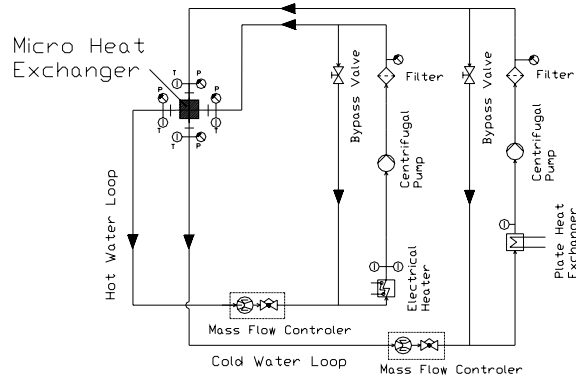 Micro Heat
Exchanger
T
P
P
P
T
T
T
P
Bypass Valve
Filter
Bypass Valve
Filter
Centrifugal
Pump
Centrifugal
Pump
Hot Water Loop
Electrical
Heater
Plate Heat
Exchanger
Mass Flow Controler
Cold Water Loop
Mass Flow Controler